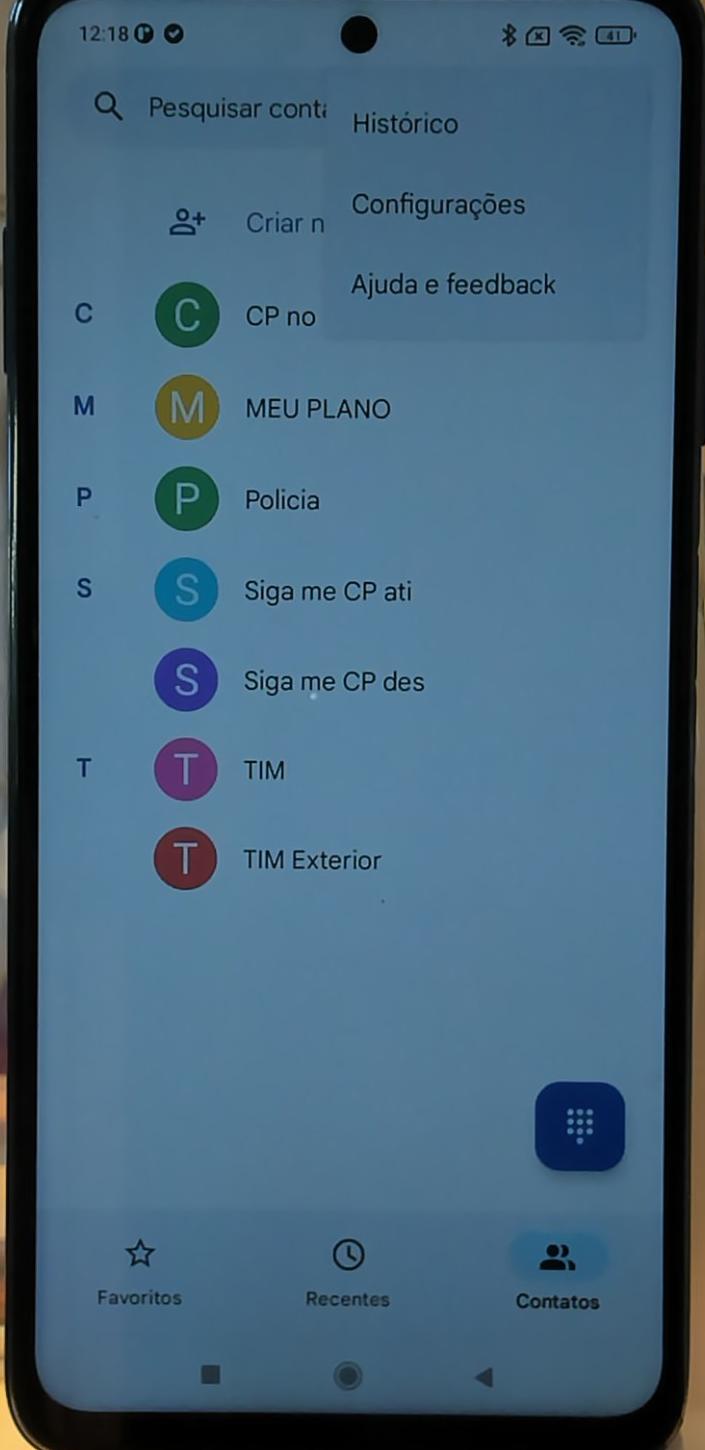 12:18
41
Pesquisar conta
Histórico
Configurações
Criar n
Ajuda e feedback
C
C
CP no
M
M
MEU PLANO
P
P
Policia
S
S
Siga me CP ati
S
Siga me CP des
T
T
TIM
T
TIM Exterior
Favoritos
Recentes
Contatos